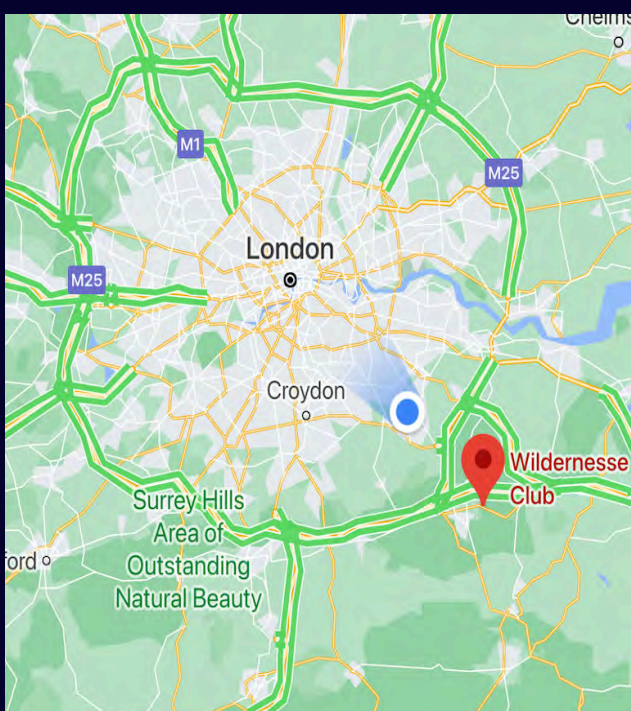 Chelms
M1
M25
London
M25
Croydon
Wildernesse
Club
Surrey Hills
Area of
Outstanding
Natural Beauty
ford